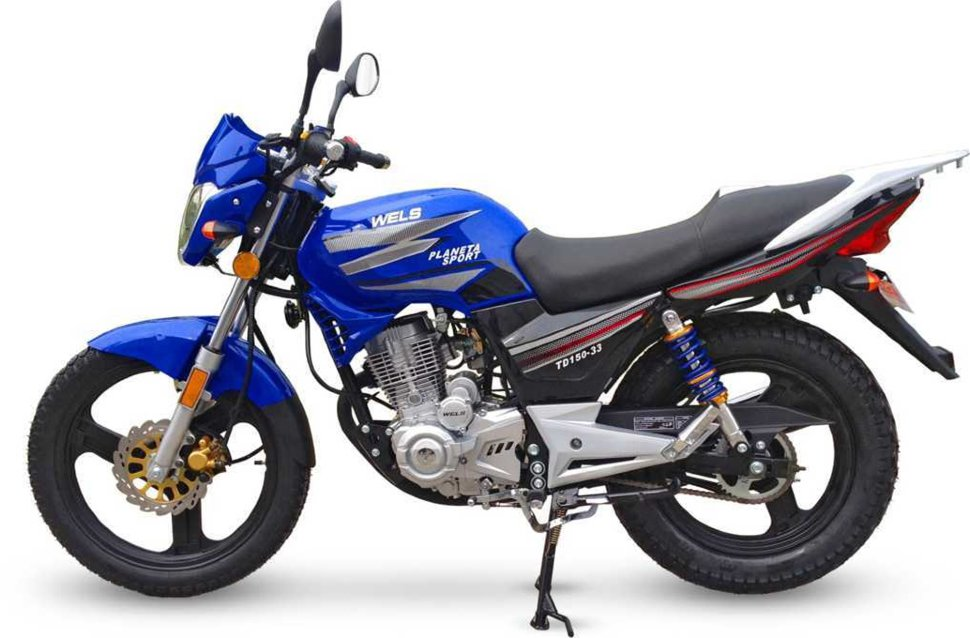 WELS
PLANETA
SPORT
TD150-33
WELS